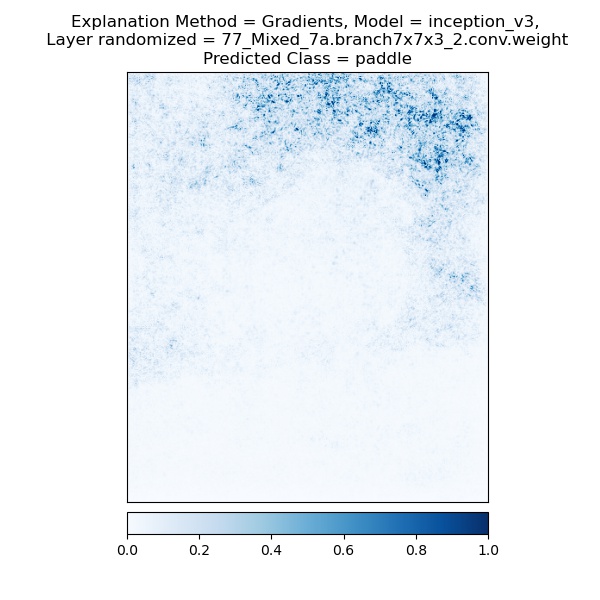 Explanation Method = Gradients, Model = inception_v3,
Layer randomized = 77_Mixed_7a.branch7x7x3_2.conv.weight
Predicted Class = paddle
0.0 0.2 0.4 0.6 0.8 1.0